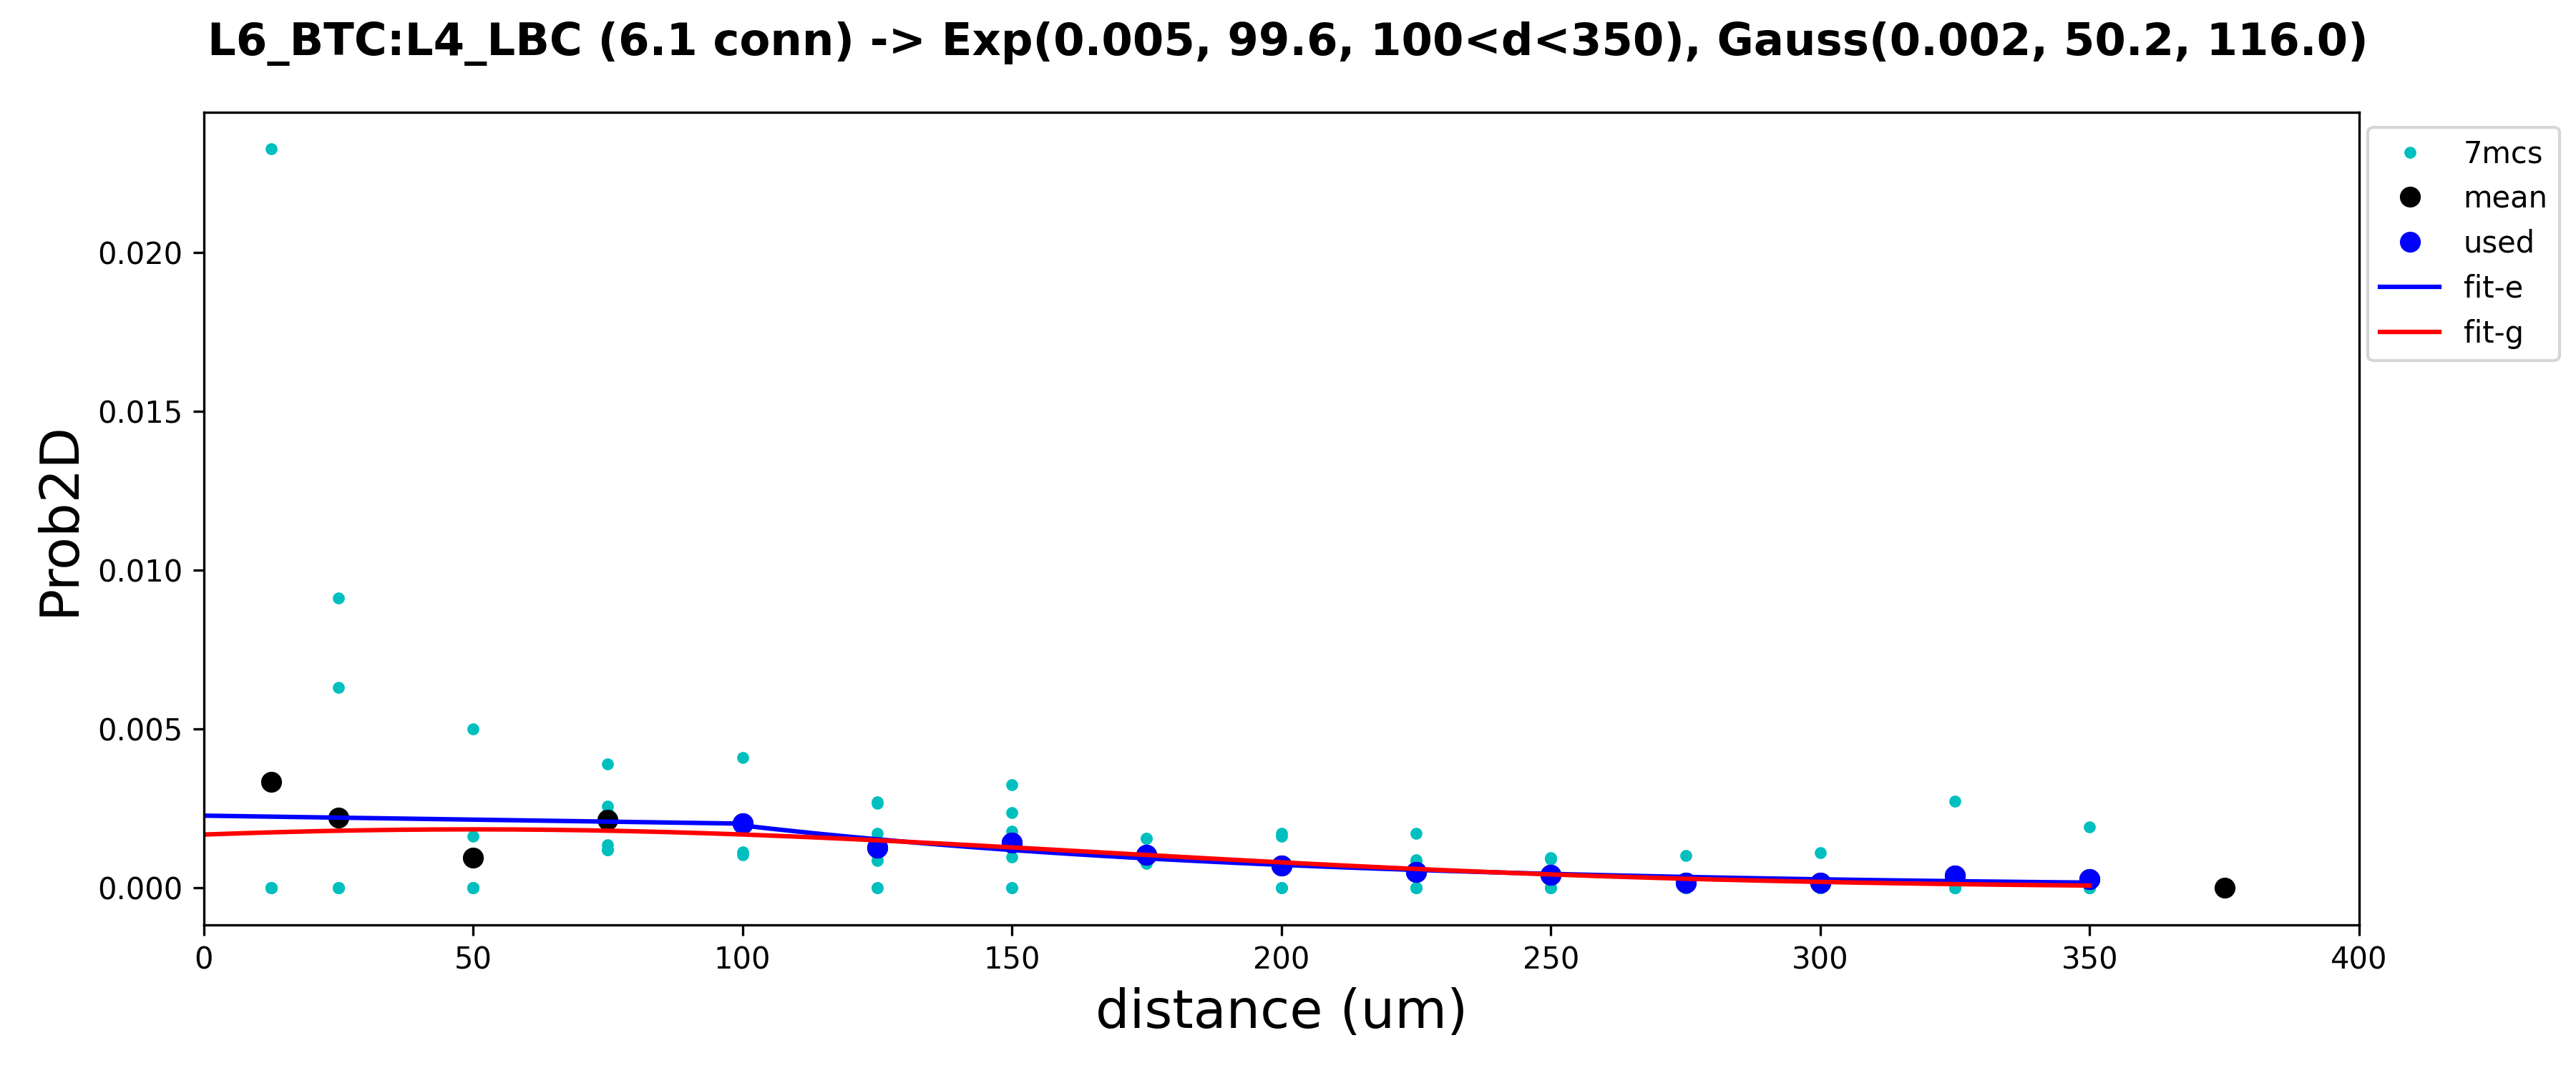 L6_BTC:L4_LBC (6.1 conn) -> Exp(0.005, 99.6, 100<d<350), Gauss(0.002, 50.2, 116.0)
7mcs
mean
used
fit-e
fit-g
Prob2D
0.020
0.015
0.010
0.005
0.000
0 50 100 150 200 250 300 350 400
distance (um)